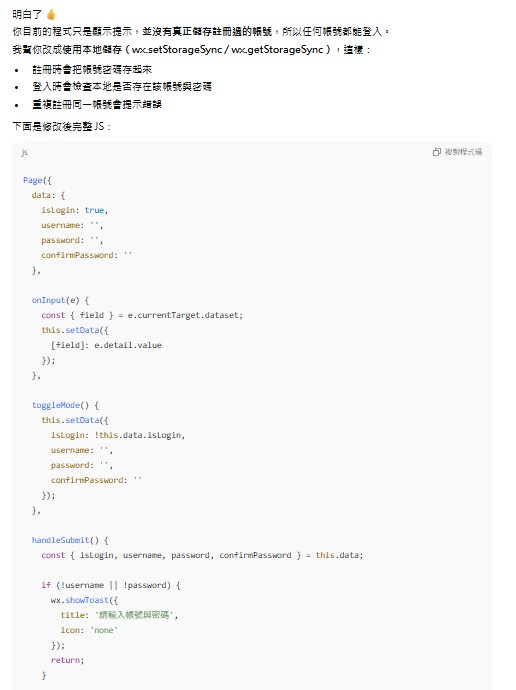 明白了 👍
你目前的程式只是顯示提示，並沒有真正儲存註冊過的帳號，所以任何帳號都能登入。
我幫你改成使用本地儲存（wx.setStorageSync / wx.getStorageSync），這樣：
• 註冊時會把帳號密碼存起來
• 登入時會檢查本地是否存在該帳號與密碼
• 重複註冊同一帳號會提示錯誤
下面是修改後完整 JS：
js 複製程式碼
Page({
  data: {
    isLogin: true,
    username: '',
    password: '',
    confirmPassword: ''
  },
  onInput(e) {
    const { field } = e.currentTarget.dataset;
    this.setData({
      [field]: e.detail.value
    });
  },
  toggleMode() {
    this.setData({
      isLogin: !this.data.isLogin,
      username: '',
      password: '',
      confirmPassword: ''
    });
  },
  handleSubmit() {
    const { isLogin, username, password, confirmPassword } = this.data;
    if (!username || !password) {
      wx.showToast({
        title: '請輸入帳號與密碼',
        icon: 'none'
      });
      return;
    }